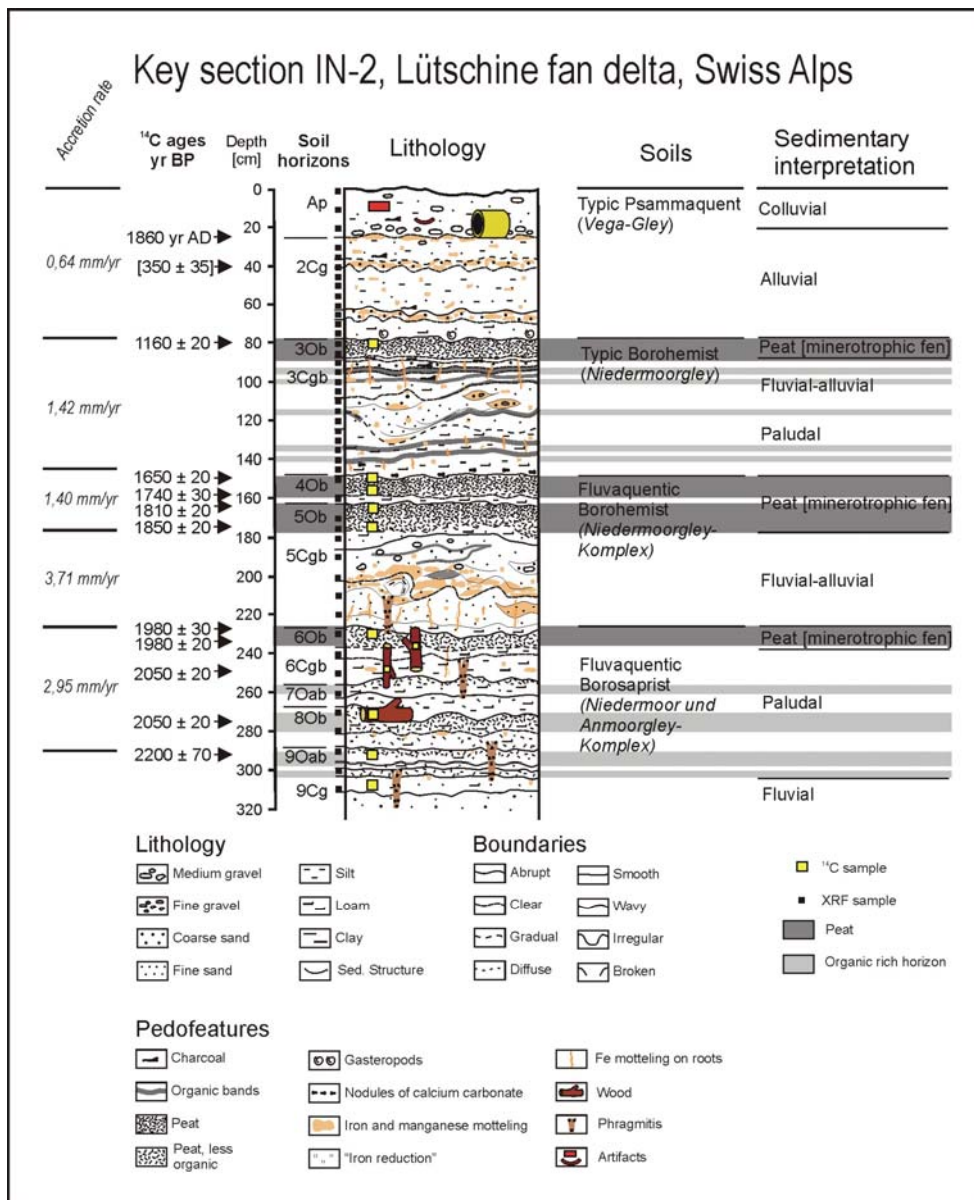 Key section IN-2, Lütschine fan delta, Swiss Alps
Accretion rate
¹⁴C ages
yr BP
Depth
[cm]
Soil
horizons
Lithology
Soils
Sedimentary
interpretation
0
Ap
Typic Psammaquent
(Vega-Gley)
Colluvial
20
1860 yr AD
0,64 mm/yr
[350 ± 35]
40
2Cg
Alluvial
60
1160 ± 20
80
3Ob
Typic Borohemist
(Niedermoorgley)
Peat [minerotrophic fen]
3Cgb
100
Fluvial-alluvial
1,42 mm/yr
120
Paludal
140
1650 ± 20
4Ob
Fluvaquentic
Borohemist
(Niedermoorgley-
Komplex)
1,40 mm/yr
1740 ± 30
160
Peat [minerotrophic fen]
1810 ± 20
5Ob
1850 ± 20
180
5Cgb
3,71 mm/yr
200
Fluvial-alluvial
220
1980 ± 30
6Ob
Peat [minerotrophic fen]
1980 ± 20
240
6Cgb
2050 ± 20
Fluvaquentic
Borosaprist
(Niedermoor und
Anmoorgley-
Komplex)
2,95 mm/yr
260
7Oab
Paludal
8Ob
2050 ± 20
280
2200 ± 70
9Oab
300
9Cg
Fluvial
320
Lithology
Medium gravel
Fine gravel
Coarse sand
Fine sand
Silt
Loam
Clay
Sed. Structure
Boundaries
Abrupt
Clear
Gradual
Diffuse
Smooth
Wavy
Irregular
Broken
¹⁴C sample
XRF sample
Peat
Organic rich horizon
Pedofeatures
Charcoal
Organic bands
Peat
Peat, less
organic
Gasteropods
Nodules of calcium carbonate
Iron and manganese motteling
"Iron reduction"
Fe motteling on roots
Wood
Phragmitis
Artifacts